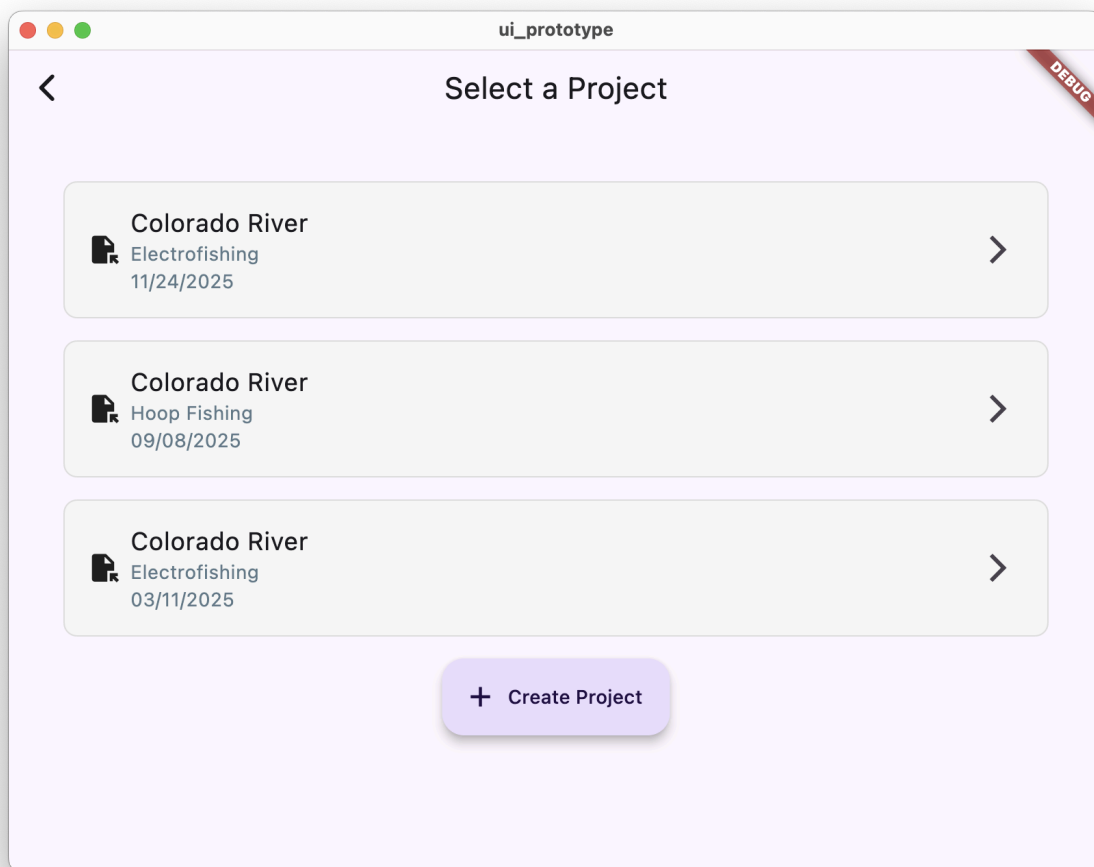 ui_prototype
DEBUG
Select a Project
Colorado River
Electrofishing
11/24/2025
Colorado River
Hoop Fishing
09/08/2025
Colorado River
Electrofishing
03/11/2025
Create Project